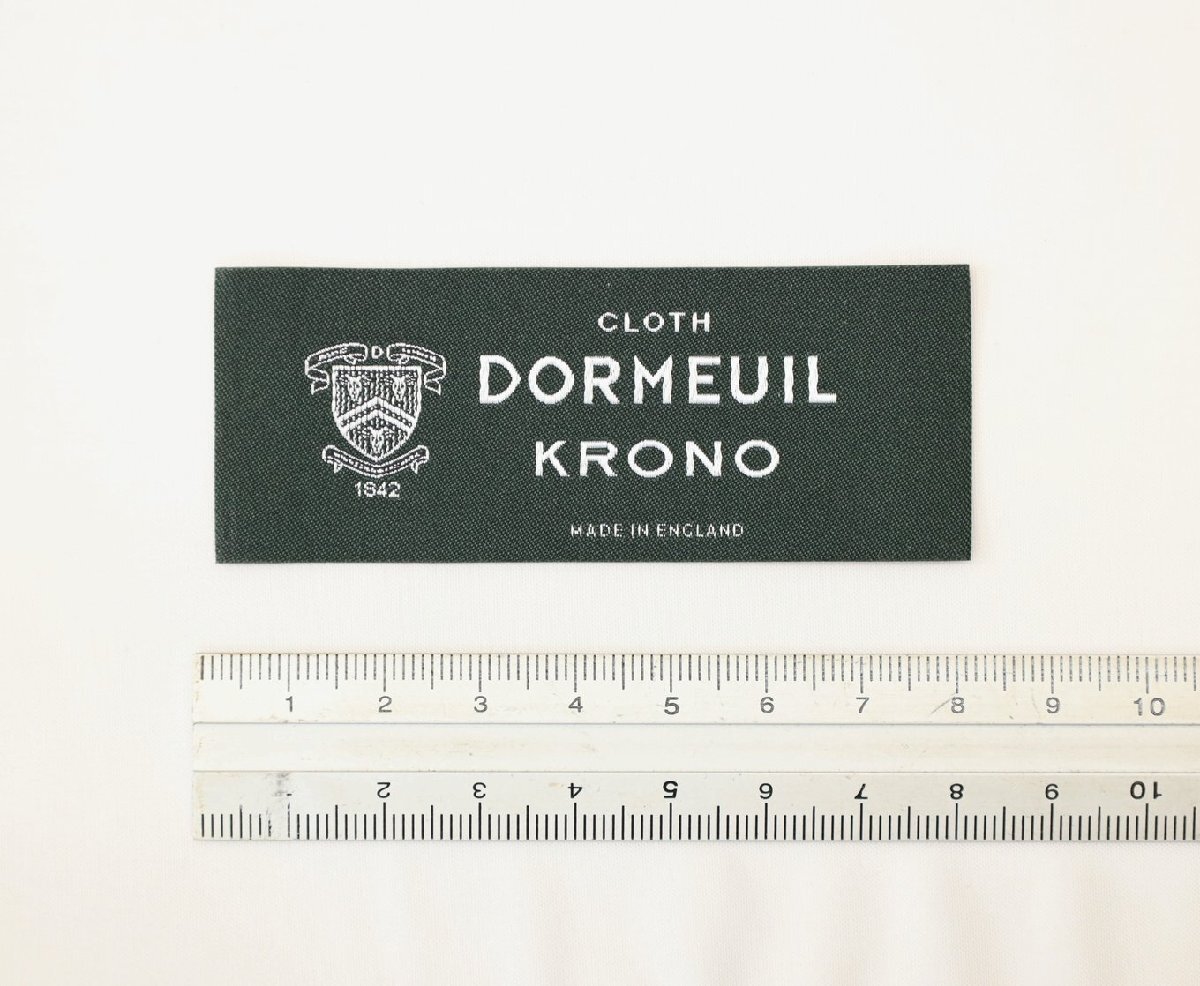 CLOTH
DORMEUIL
KRONO
MADE IN ENGLAND
D
1842
1 2 3 4 5 6 7 8 9 10
2 3 4 5 6 7 8 9 10